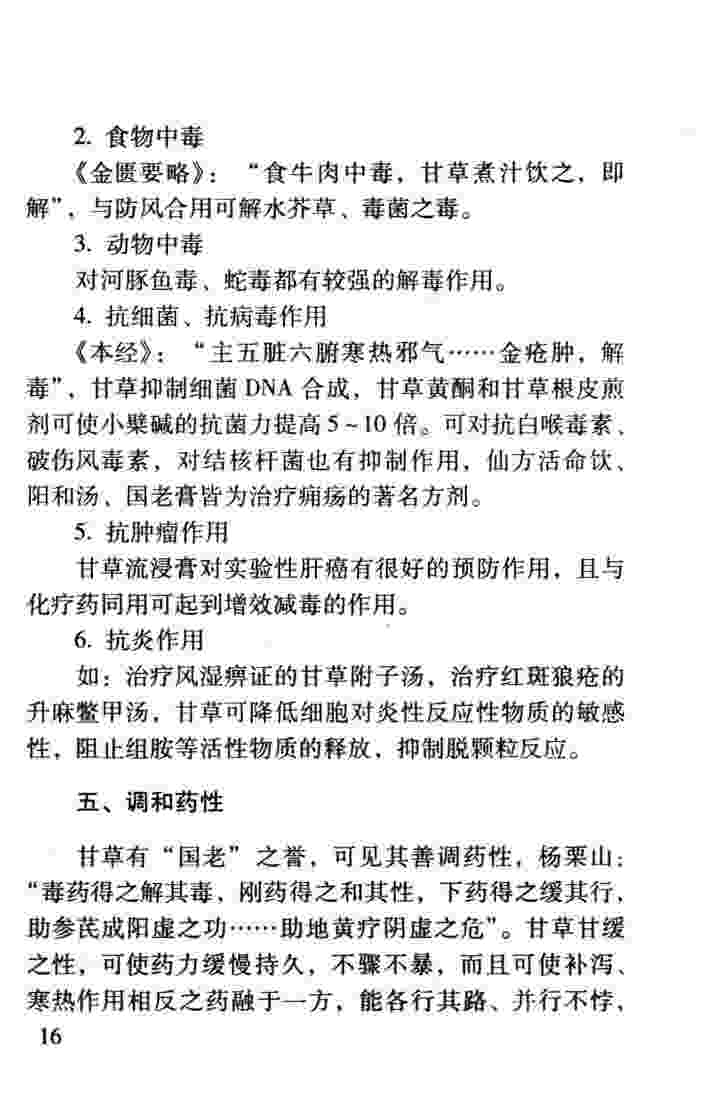 2. 食物中毒
《金匮要略》：“食牛肉中毒，甘草煮汁饮之，即
解”，与防风合用可解水芥草、毒菌之毒。
3. 动物中毒
对河豚鱼毒、蛇毒都有较强的解毒作用。
4. 抗细菌、抗病毒作用
《本经》：“主五脏六腑寒热邪气……金疮肿，解
毒”，甘草抑制细菌 DNA 合成，甘草黄酮和甘草根皮煎
剂可使小檗碱的抗菌力提高 5~10 倍。可对抗白喉毒素、
破伤风毒素，对结核杆菌也有抑制作用，仙方活命饮、
阳和汤、国老膏皆为治疗痈疡的著名方剂。
5. 抗肿瘤作用
甘草流浸膏对实验性肝癌有很好的预防作用，且与
化疗药同用可起到增效减毒的作用。
6. 抗炎作用
如：治疗风湿痹证的甘草附子汤，治疗红斑狼疮的
升麻鳖甲汤，甘草可降低细胞对炎性反应性物质的敏感
性，阻止组胺等活性物质的释放，抑制脱颗粒反应。
五、调和药性
甘草有“国老”之誉，可见其善调药性，杨栗山：
“毒药得之解其毒，刚药得之和其性，下药得之缓其行，
助参芪成阳虚之功……助地黄疗阴虚之危”。甘草甘缓
之性，可使药力缓慢持久，不骤不暴，而且可使补泻、
寒热作用相反之药融于一方，能各行其路、并行不悖，
16